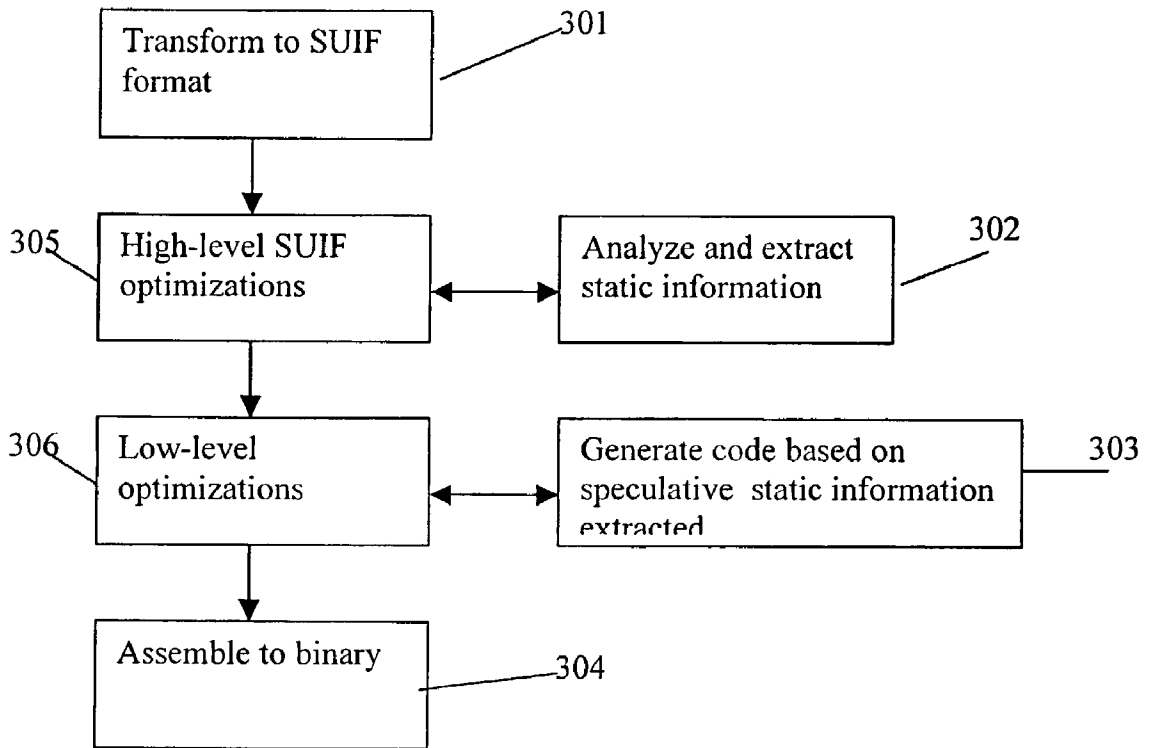 Transform to SUIF
format
301
305
High-level SUIF
optimizations
Analyze and extract
static information
302
306
Low-level
optimizations
Generate code based on
speculative static information
extracted
303
Assemble to binary
304